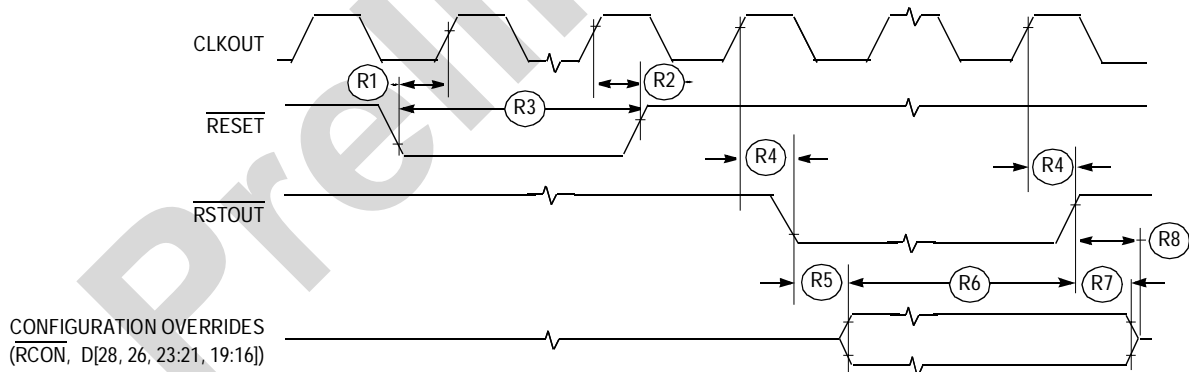 CLKOUT
R1
R2
R3
RESET
R4
R4
RSTOUT
R8
R5
R6
R7
CONFIGURATION OVERRIDES
(RCON, D[28, 26, 23:21, 19:16])
Preli